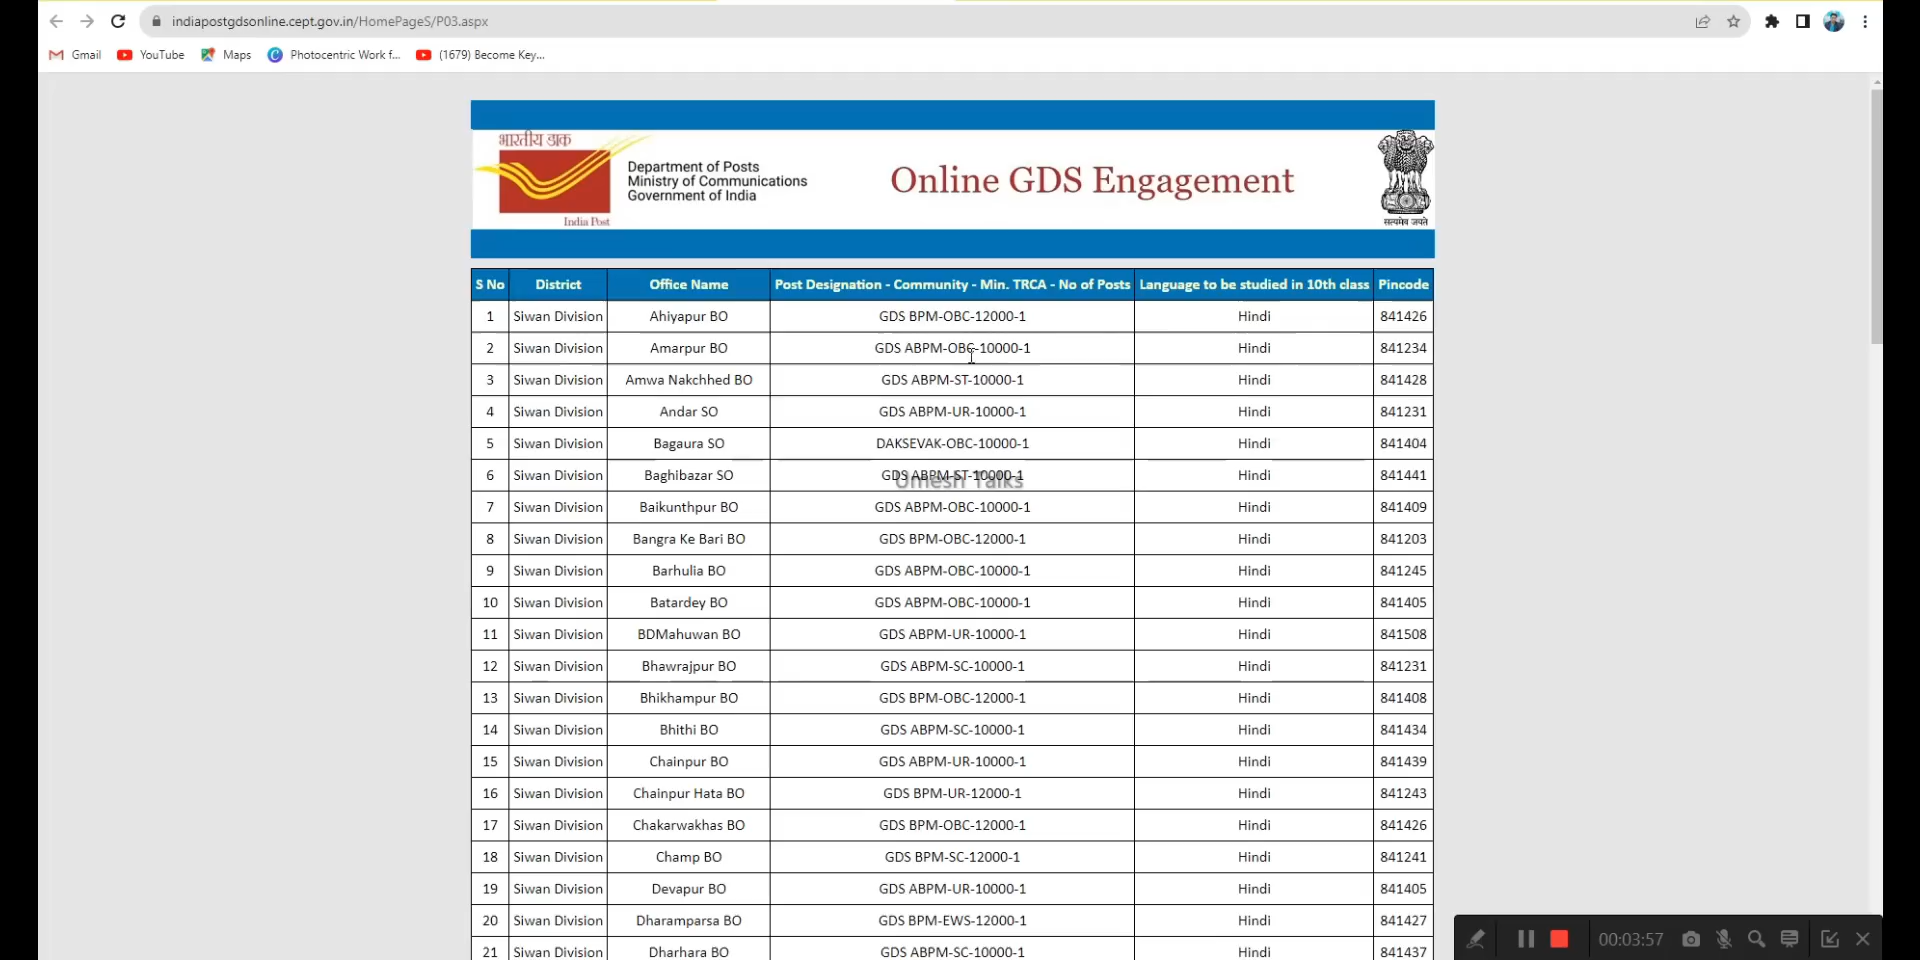 indiapostgdsonline.cept.gov.in/HomePageS/P03.aspx
Gmail YouTube Maps Photocentric Work f... (1679) Become Key...
भारतीय डाक
India Post
Department of Posts
Ministry of Communications
Government of India
Online GDS Engagement
सत्यमेव जयते
S No District Office Name Post Designation - Community - Min. TRCA - No of Posts Language to be studied in 10th class Pincode
1 Siwan Division Ahiyapur BO GDS BPM-OBC-12000-1 Hindi 841426
2 Siwan Division Amarpur BO GDS ABPM-OBC-10000-1 Hindi 841234
3 Siwan Division Amwa Nakchhed BO GDS ABPM-ST-10000-1 Hindi 841428
4 Siwan Division Andar SO GDS ABPM-UR-10000-1 Hindi 841231
5 Siwan Division Bagaura SO DAKSEVAK-OBC-10000-1 Hindi 841404
6 Siwan Division Baghibazar SO GDS ABPM-ST-10000-1 Hindi 841441
Umesh Talks
7 Siwan Division Baikunthpur BO GDS ABPM-OBC-10000-1 Hindi 841409
8 Siwan Division Bangra Ke Bari BO GDS BPM-OBC-12000-1 Hindi 841203
9 Siwan Division Barhulia BO GDS ABPM-OBC-10000-1 Hindi 841245
10 Siwan Division Batardey BO GDS ABPM-OBC-10000-1 Hindi 841405
11 Siwan Division BDMahuwan BO GDS ABPM-UR-10000-1 Hindi 841508
12 Siwan Division Bhawrajpur BO GDS ABPM-SC-10000-1 Hindi 841231
13 Siwan Division Bhikhampur BO GDS BPM-OBC-12000-1 Hindi 841408
14 Siwan Division Bhithi BO GDS ABPM-SC-10000-1 Hindi 841434
15 Siwan Division Chainpur BO GDS ABPM-UR-10000-1 Hindi 841439
16 Siwan Division Chainpur Hata BO GDS BPM-UR-12000-1 Hindi 841243
17 Siwan Division Chakarwakhas BO GDS BPM-OBC-12000-1 Hindi 841426
18 Siwan Division Champ BO GDS BPM-SC-12000-1 Hindi 841241
19 Siwan Division Devapur BO GDS ABPM-UR-10000-1 Hindi 841405
20 Siwan Division Dharamparsa BO GDS BPM-EWS-12000-1 Hindi 841427
21 Siwan Division Dharhara BO GDS ABPM-SC-10000-1 Hindi 841437
00:03:57